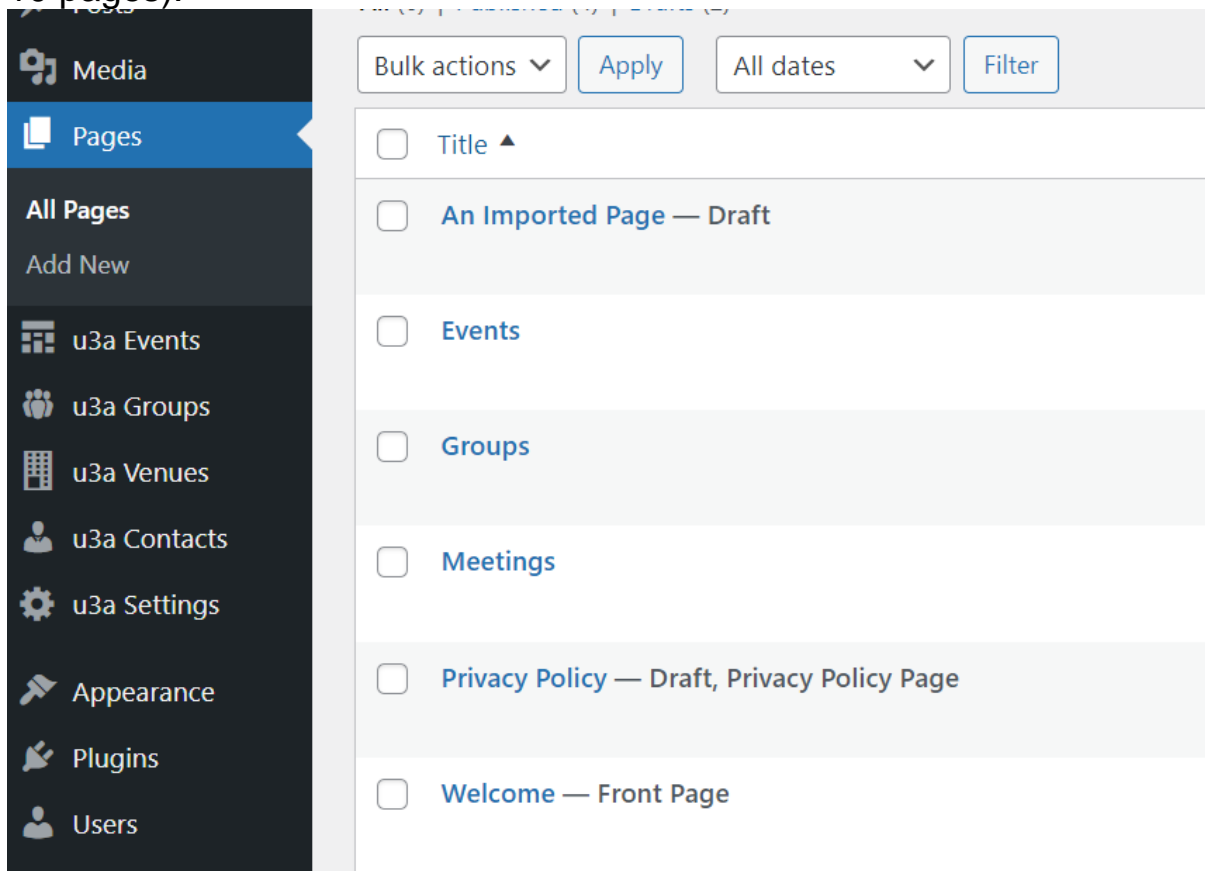 Posts
Media
Pages
All Pages
Add New
u3a Events
u3a Groups
u3a Venues
u3a Contacts
u3a Settings
Appearance
Plugins
Users
Bulk actions
Apply
All dates
Filter
Title
An Imported Page — Draft
Events
Groups
Meetings
Privacy Policy — Draft, Privacy Policy Page
Welcome — Front Page